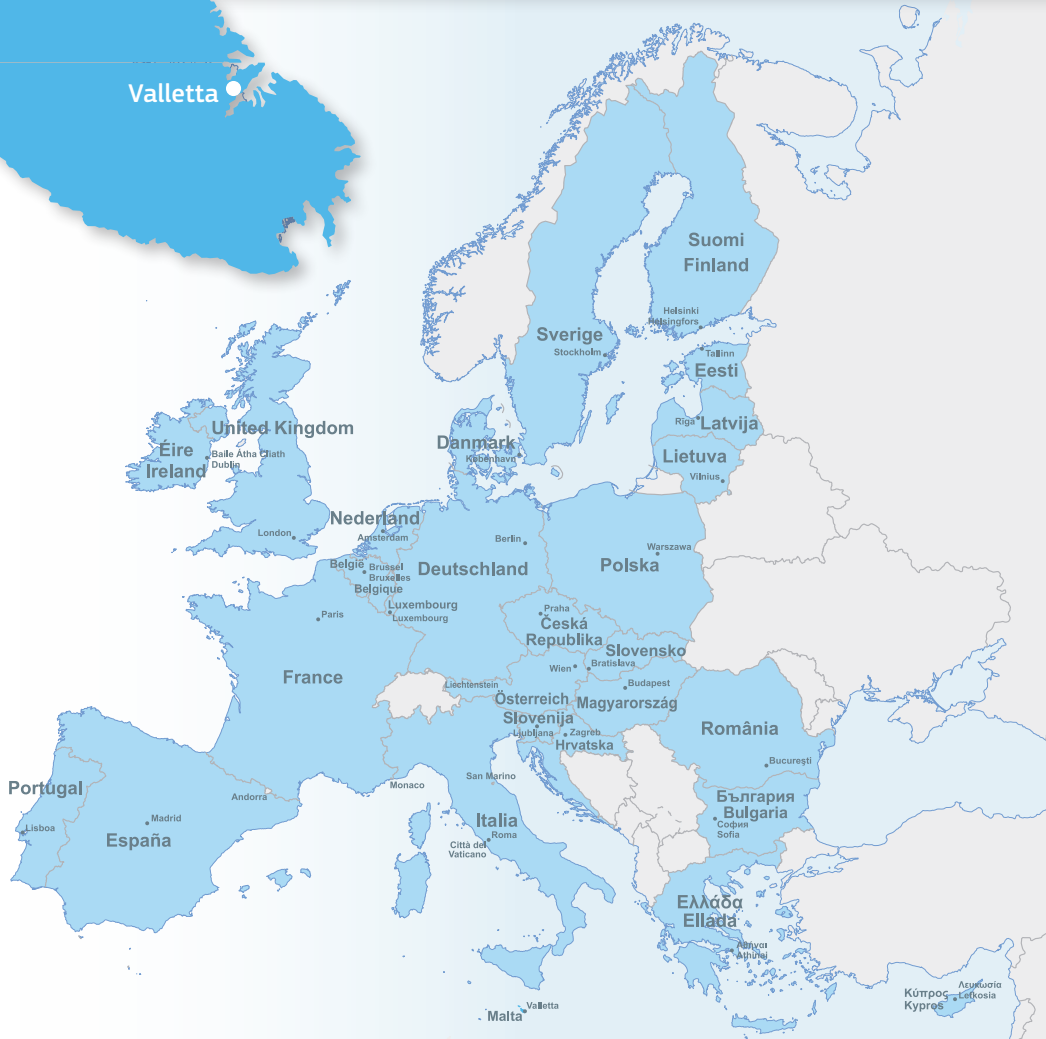 Valletta
Suomi
Finland
Helsinki
Helsingfors
Sverige
Stockholm
Tallinn
Eesti
Rīga
Latvija
Lietuva
Vilnius
United Kingdom
Éire
Ireland
Baile Átha Cliath
Dublin
London
Danmark
København
Nederland
Amsterdam
België
Brussel
Bruxelles
Belgique
Luxembourg
Luxembourg
Deutschland
Berlin
Polska
Warszawa
Praha
Česká
Republika
Slovensko
Bratislava
Wien
Österreich
Liechtenstein
Budapest
Magyarország
Slovenija
Ljubljana
Zagreb
Hrvatska
România
București
България
Bulgaria
София
Sofia
Paris
France
Monaco
Andorra
Portugal
Lisboa
Madrid
España
San Marino
Italia
Roma
Città del
Vaticano
Ελλάδα
Ellada
Αθήναι
Athinai
Κύπρος
Kypros
Λευκωσία
Lefkosia
Malta
Valletta